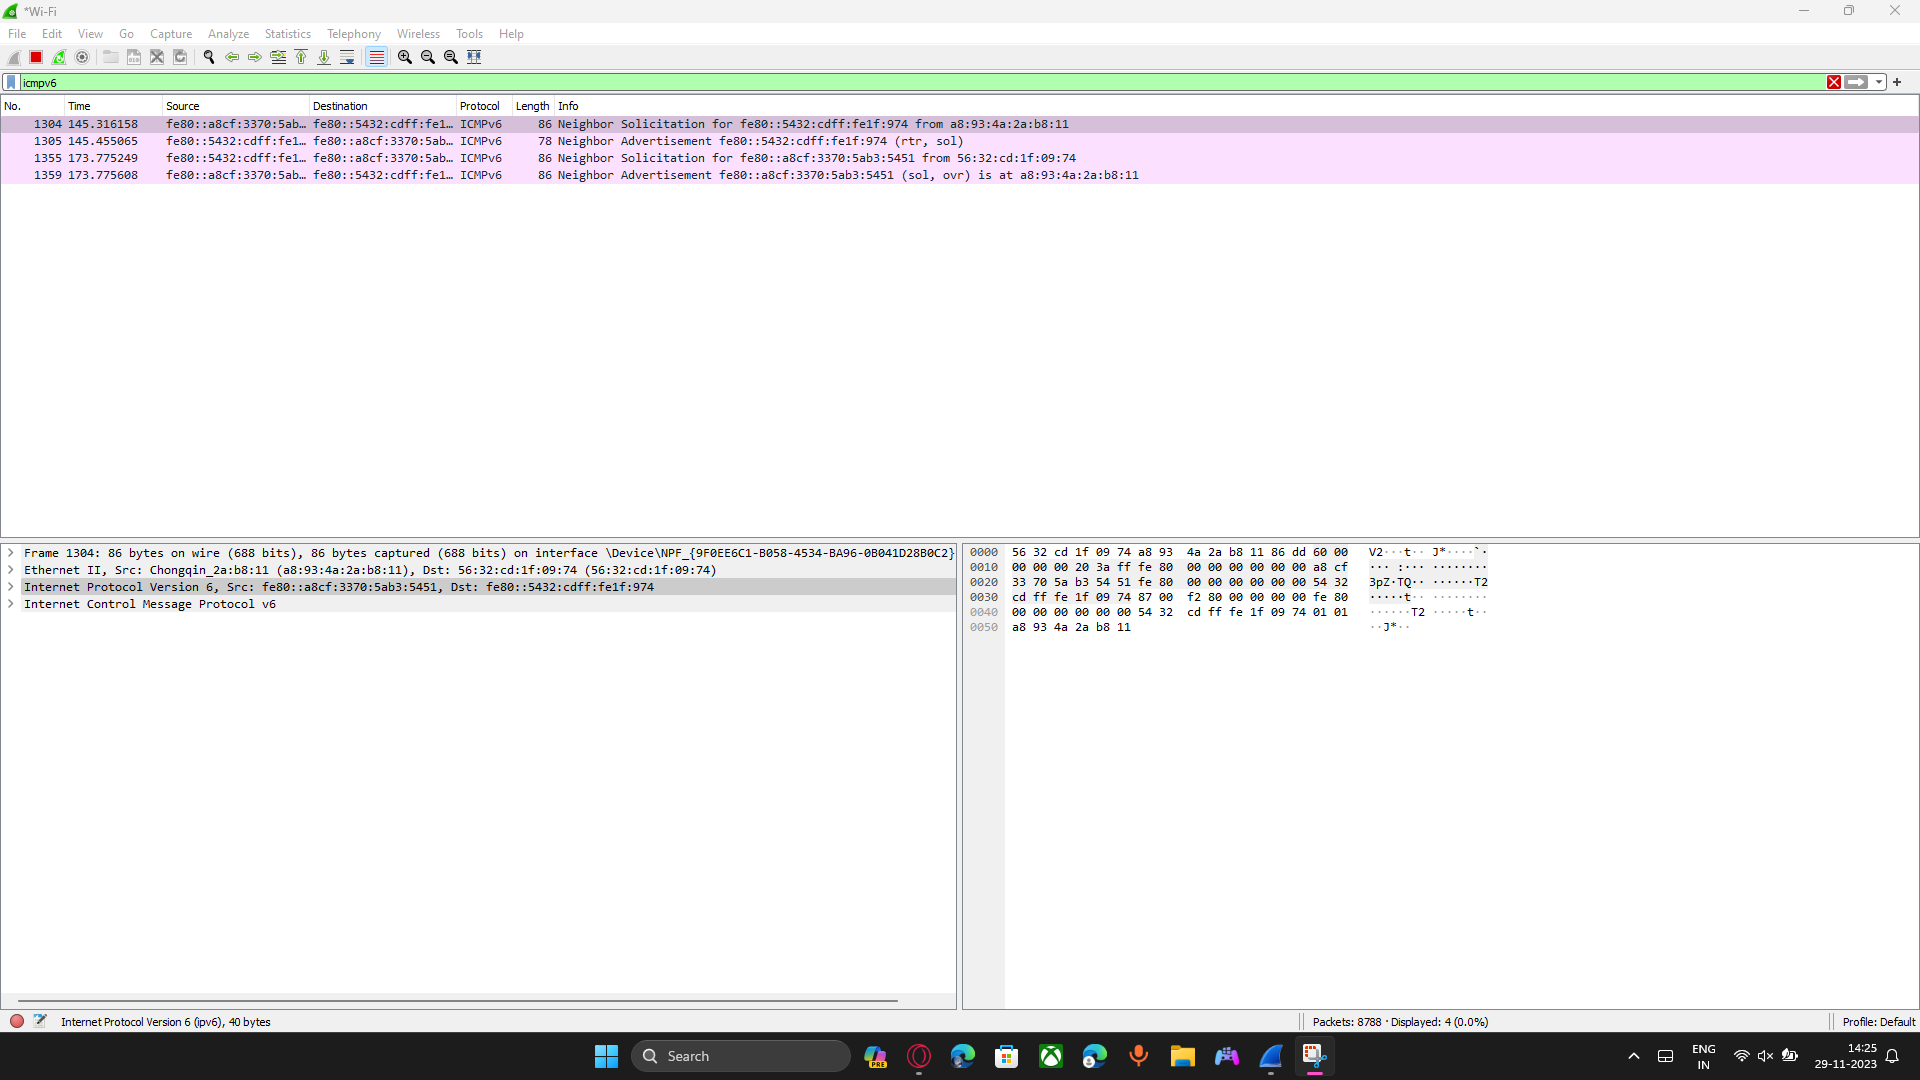 *Wi-Fi
File Edit View Go Capture Analyze Statistics Telephony Wireless Tools Help
icmpv6
No. Time Source Destination Protocol Length Info
1304 145.316158 fe80::a8cf:3370:5ab… fe80::5432:cdff:fe1… ICMPv6 86 Neighbor Solicitation for fe80::5432:cdff:fe1f:974 from a8:93:4a:2a:b8:11
1305 145.455065 fe80::5432:cdff:fe1… fe80::a8cf:3370:5ab… ICMPv6 78 Neighbor Advertisement fe80::5432:cdff:fe1f:974 (rtr, sol)
1355 173.775249 fe80::5432:cdff:fe1… fe80::a8cf:3370:5ab… ICMPv6 86 Neighbor Solicitation for fe80::a8cf:3370:5ab3:5451 from 56:32:cd:1f:09:74
1359 173.775608 fe80::a8cf:3370:5ab… fe80::5432:cdff:fe1… ICMPv6 86 Neighbor Advertisement fe80::a8cf:3370:5ab3:5451 (sol, ovr) is at a8:93:4a:2a:b8:11
Frame 1304: 86 bytes on wire (688 bits), 86 bytes captured (688 bits) on interface \Device\NPF_{9F0EE6C1-B058-4534-BA96-0B041D28B0C2}
Ethernet II, Src: Chongqin_2a:b8:11 (a8:93:4a:2a:b8:11), Dst: 56:32:cd:1f:09:74 (56:32:cd:1f:09:74)
Internet Protocol Version 6, Src: fe80::a8cf:3370:5ab3:5451, Dst: fe80::5432:cdff:fe1f:974
Internet Control Message Protocol v6
0000 56 32 cd 1f 09 74 a8 93 4a 2a b8 11 86 dd 60 00 V2···t·· J*····`·
0010 00 00 00 20 3a ff fe 80 00 00 00 00 00 00 a8 cf ··· :··· ········
0020 33 70 5a b3 54 51 fe 80 00 00 00 00 00 00 54 32 3pZ·TQ·· ······T2
0030 cd ff fe 1f 09 74 87 00 f2 80 00 00 00 00 fe 80 ·····t·· ········
0040 00 00 00 00 00 00 54 32 cd ff fe 1f 09 74 01 01 ······T2 ·····t··
0050 a8 93 4a 2a b8 11 ··J*··
Internet Protocol Version 6 (ipv6), 40 bytes
Packets: 8788 · Displayed: 4 (0.0%)
Profile: Default
Search
PRE
ENG
IN
14:25
29-11-2023